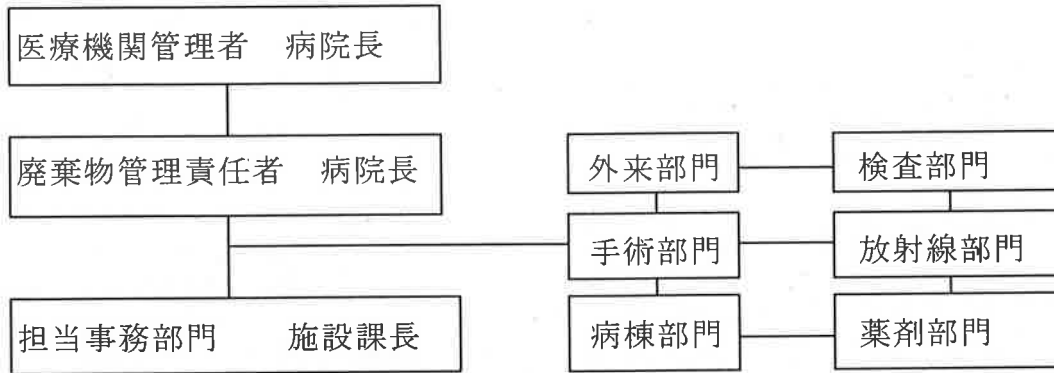 医療機関管理者　病院長
廃棄物管理責任者　病院長
外来部門
検査部門
手術部門
放射線部門
担当事務部門　　施設課長
病棟部門
薬剤部門